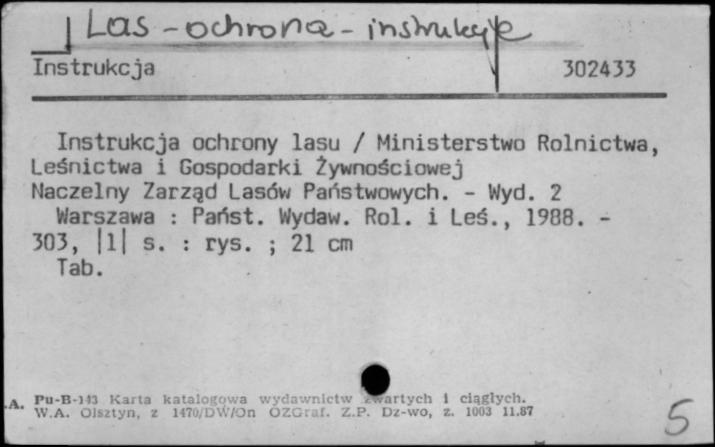 Las - ochrona - instrukcje
Instrukcja 302433
Instrukcja ochrony lasu / Ministerstwo Rolnictwa,
Leśnictwa i Gospodarki Żywnościowej
Naczelny Zarząd Lasów Państwowych. - Wyd. 2
Warszawa : Państ. Wydaw. Rol. i Leś., 1988. -
303, |1| s. : rys. ; 21 cm
Tab.
.A. Pu-B-143 Karta katalogowa wydawnictw zwartych i ciągłych.
W.A. Olsztyn, z 1470/DW/On OZGraf. Z.P. Dz-wo, z. 1003 11.87
5